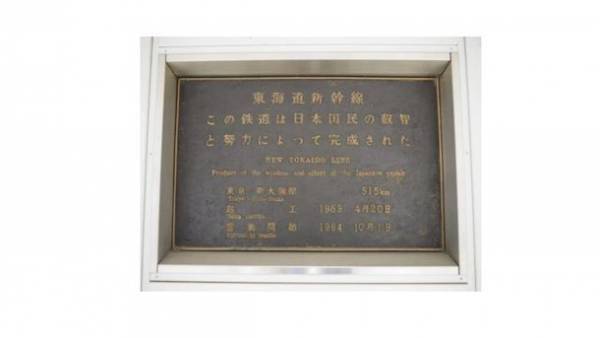 東海道新幹線
この鉄道は日本国民の叡智
と努力によって完成された
NEW TOKAIDO LINE
Product of the wisdom and effort of the Japanese people
東京 新大阪間 515km
起 工 1959 4月20日
営業開始 1964 10月1日